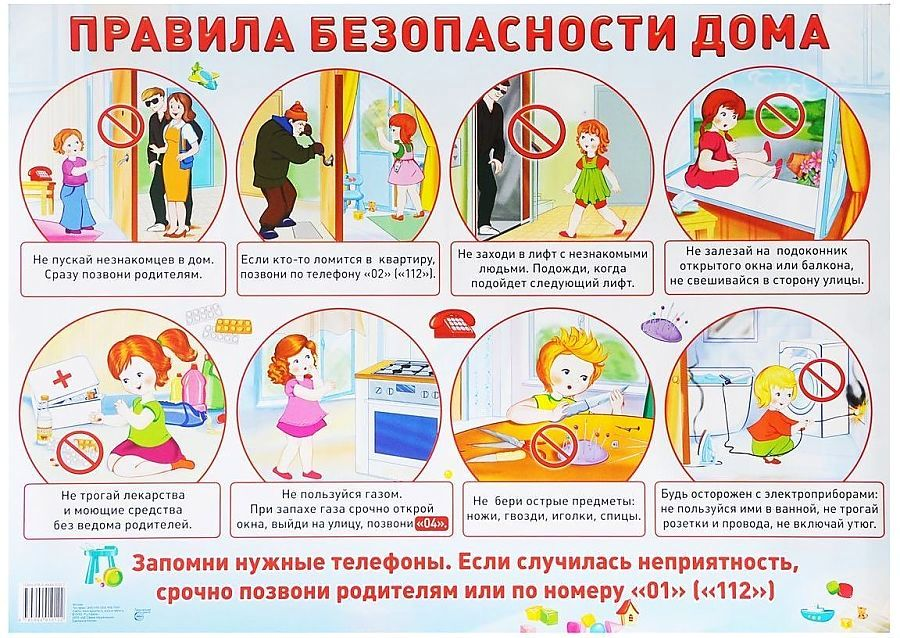 ПРАВИЛА БЕЗОПАСНОСТИ ДОМА
Не пускай незнакомцев в дом.
Сразу позвони родителям.
Если кто-то ломится в квартиру,
позвони по телефону «02» («112»).
Не заходи в лифт с незнакомыми
людьми. Подожди, когда
подойдет следующий лифт.
Не залезай на подоконник
открытого окна или балкона,
не свешивайся в сторону улицы.
Не трогай лекарства
и моющие средства
без ведома родителей.
Не пользуйся газом.
При запахе газа срочно открой
окна, выйди на улицу, позвони «04».
Не бери острые предметы:
ножи, гвозди, иголки, спицы.
Будь осторожен с электроприборами:
не пользуйся ими в ванной, не трогай
розетки и провода, не включай утюг.
Запомни нужные телефоны. Если случилась неприятность,
срочно позвони родителям или по номеру «01» («112»)